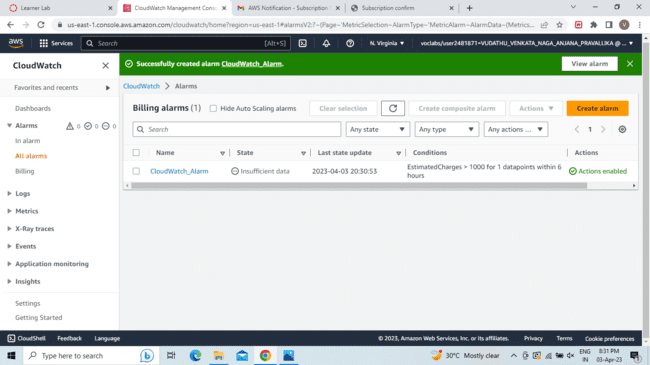 Learner Lab
CloudWatch Management Cons
AWS Notification - Subscription
Subscription confirm
us-east-1.console.aws.amazon.com/cloudwatch/home?region=us-east-1#alarmsV2:?~(Page~'MetricSelection~AlarmType~'MetricAlarm~AlarmData~(Metrics
aws
Services
Search
[Alt+S]
N. Virginia
voclabs/user2481871=VUDATHU_VENKATA_NAGA_ANJANA_PRAVALLIKA @ ...
CloudWatch
Favorites and recents
Dashboards
Alarms
0
0
0
In alarm
All alarms
Billing
Logs
Metrics
X-Ray traces
Events
Application monitoring
Insights
Settings
Getting Started
Successfully created alarm CloudWatch_Alarm.
View alarm
CloudWatch
Alarms
Billing alarms (1)
Hide Auto Scaling alarms
Clear selection
Create composite alarm
Actions
Create alarm
Search
Any state
Any type
Any actions ...
1
Name
State
Last state update
Conditions
Actions
CloudWatch_Alarm
Insufficient data
2023-04-03 20:30:53
EstimatedCharges > 1000 for 1 datapoints within 6
hours
Actions enabled
CloudShell
Feedback
Language
© 2023, Amazon Web Services, Inc. or its affiliates.
Privacy
Terms
Cookie preferences
Type here to search
30°C Mostly clear
ENG
IN
8:31 PM
03-Apr-23